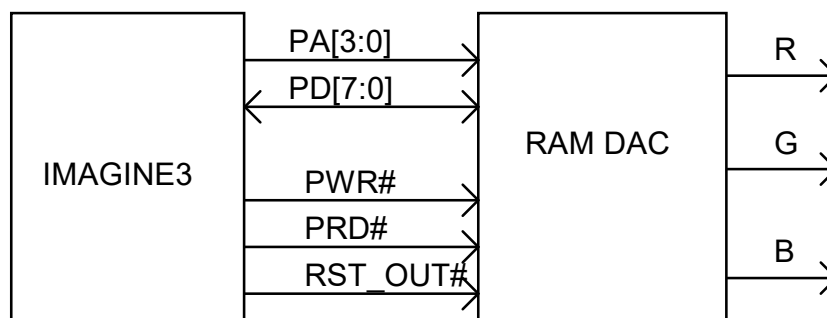 PA[3:0]
R
PD[7:0]
RAM DAC
G
IMAGINE3
PWR#
PRD#
B
RST_OUT#